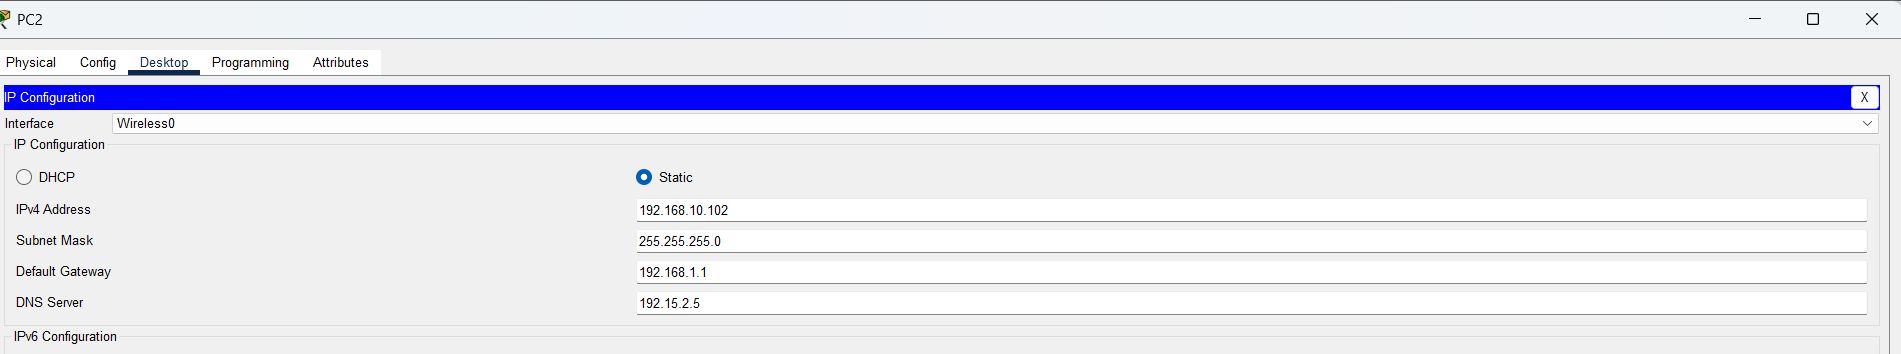 PC2
Physical Config Desktop Programming Attributes
IP Configuration X
Interface Wireless0
IP Configuration
DHCP Static
IPv4 Address 192.168.10.102
Subnet Mask 255.255.255.0
Default Gateway 192.168.1.1
DNS Server 192.15.2.5
IPv6 Configuration